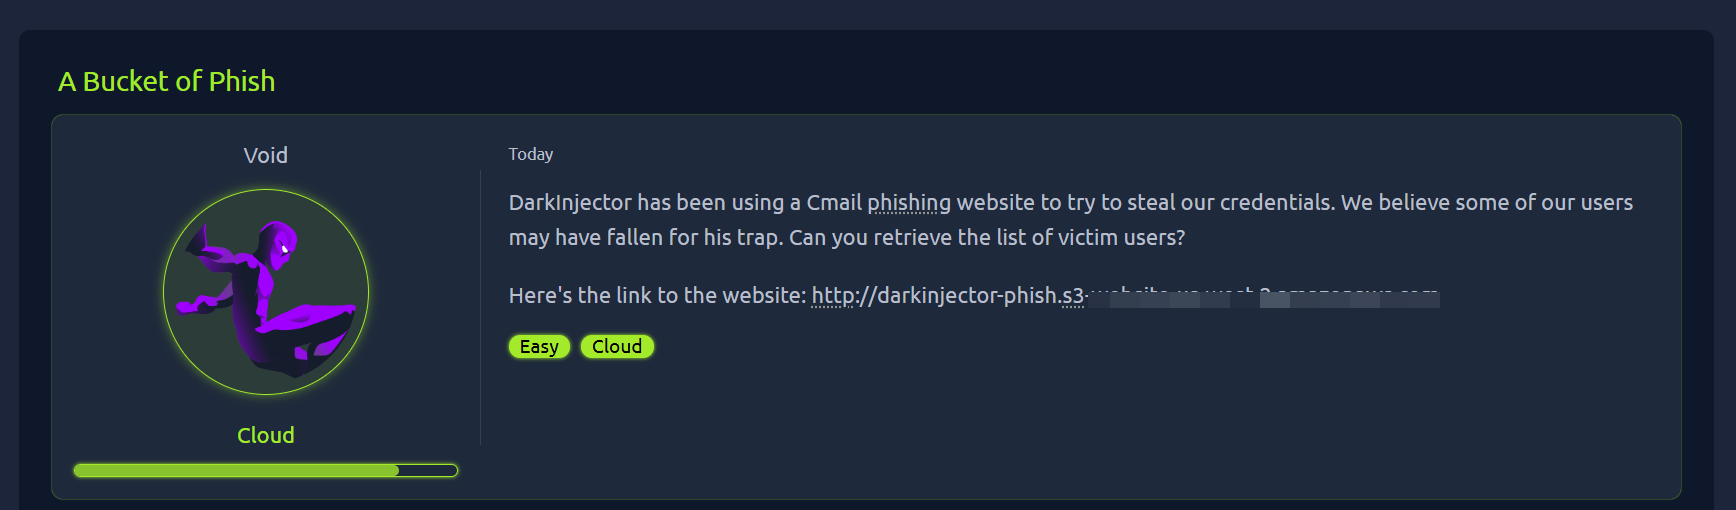 A Bucket of Phish
Void
Today
DarkInjector has been using a Cmail phishing website to try to steal our credentials. We believe some of our users
may have fallen for his trap. Can you retrieve the list of victim users?
Here's the link to the website: http://darkinjector-phish.s3-
Easy Cloud
Cloud